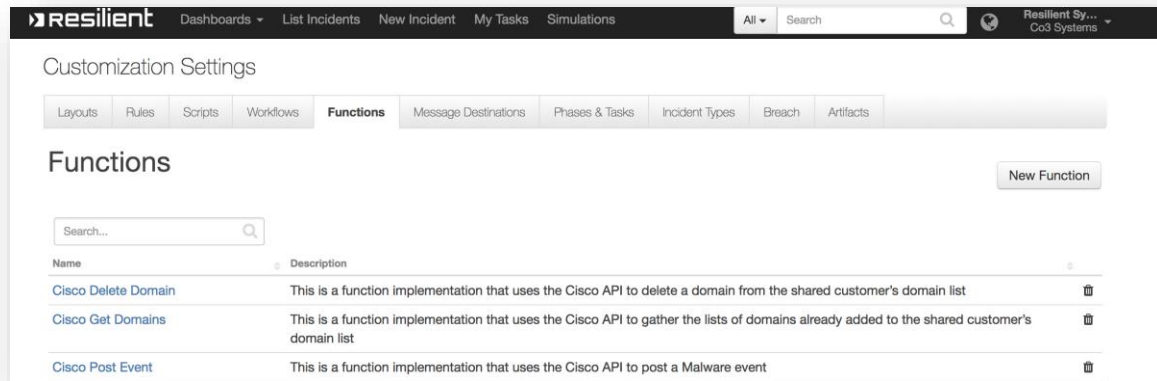 resilient Dashboards List Incidents New Incident My Tasks Simulations All Search Resilient Sy...
Co3 Systems
Customization Settings
Layouts Rules Scripts Workflows Functions Message Destinations Phases & Tasks Incident Types Breach Artifacts
Functions
New Function
Search...
Name Description
Cisco Delete Domain This is a function implementation that uses the Cisco API to delete a domain from the shared customer's domain list
Cisco Get Domains This is a function implementation that uses the Cisco API to gather the lists of domains already added to the shared customer's
domain list
Cisco Post Event This is a function implementation that uses the Cisco API to post a Malware event